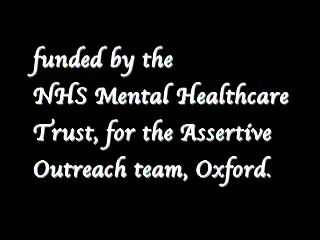 funded by the
NHS Mental Healthcare
Trust, for the Assertive
Outreach team, Oxford.